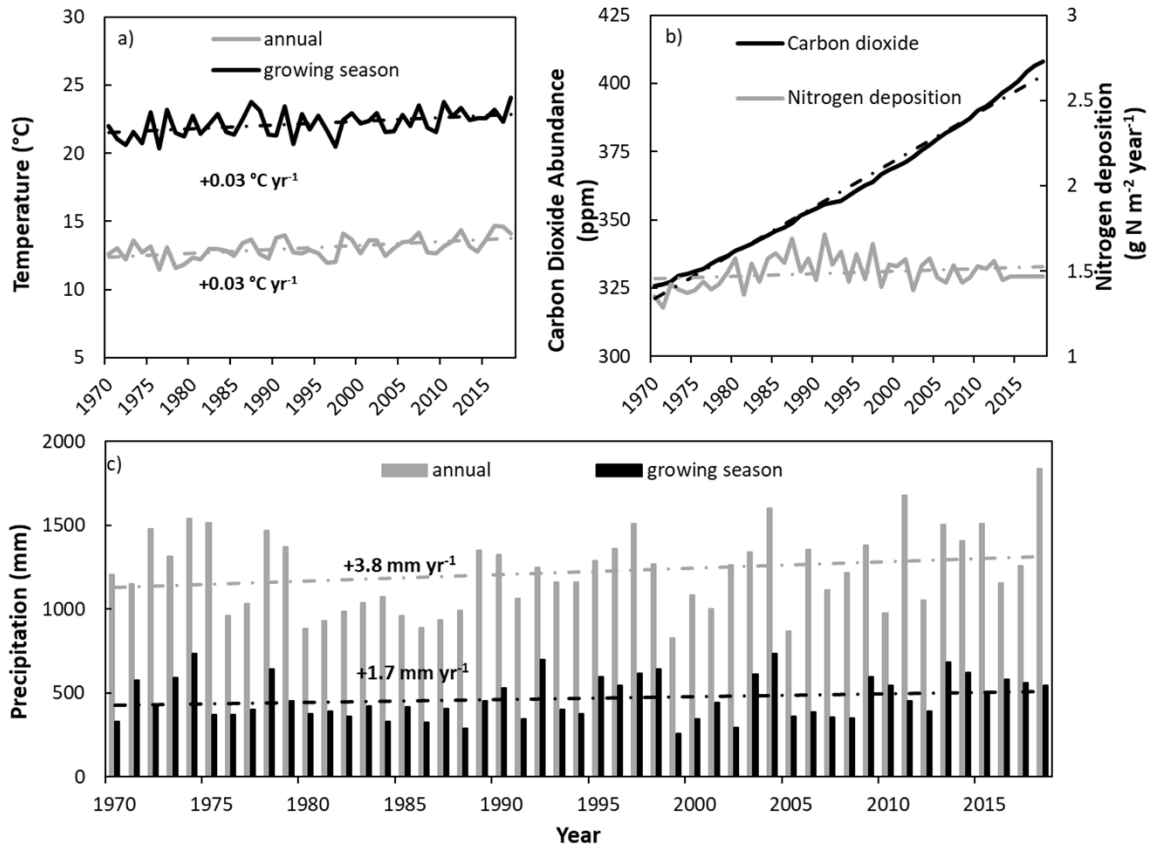 a)
annual
growing season
30
25
20
15
10
5
Temperature (°C)
+0.03 °C yr⁻¹
+0.03 °C yr⁻¹
1970
1975
1980
1985
1990
1995
2000
2005
2010
2015
b)
Carbon dioxide
Nitrogen deposition
425
400
375
350
325
300
Carbon Dioxide Abundance
(ppm)
3
2.5
2
1.5
1
Nitrogen deposition
(g N m⁻² year⁻¹)
1970
1975
1980
1985
1990
1995
2000
2005
2010
2015
c)
annual
growing season
2000
1500
1000
500
0
Precipitation (mm)
+3.8 mm yr⁻¹
+1.7 mm yr⁻¹
1970
1975
1980
1985
1990
1995
2000
2005
2010
2015
Year